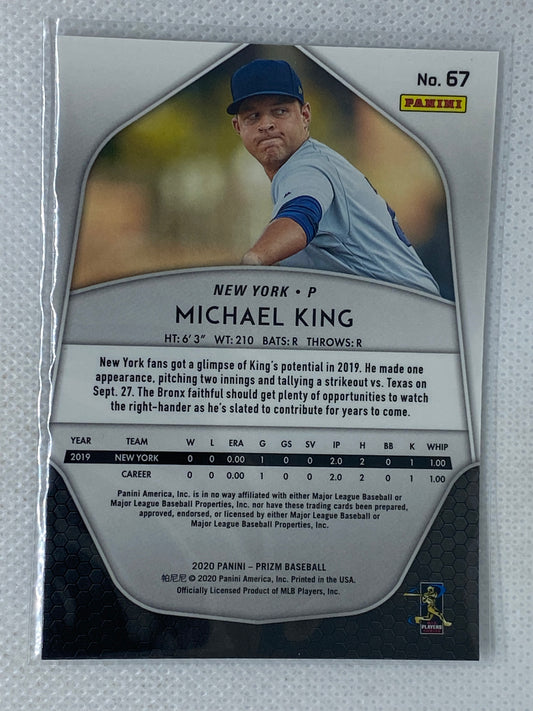 No. 67
PANINI
NEW YORK • P
MICHAEL KING
HT: 6' 3" WT: 210 BATS: R THROWS: R
New York fans got a glimpse of King's potential in 2019. He made one
appearance, pitching two innings and tallying a strikeout vs. Texas on
Sept. 27. The Bronx faithful should get plenty of opportunities to watch
the right-hander as he's slated to contribute for years to come.
YEAR TEAM W L ERA G GS SV IP H BB K WHIP
2019 NEW YORK 0 0 0.00 1 0 0 2.0 2 0 1 1.00
CAREER 0 0 0.00 1 0 0 2.0 2 0 1 1.00
Panini America, Inc. is in no way affiliated with either Major League Baseball or
Major League Baseball Properties, Inc. nor have these trading cards been prepared,
approved, endorsed, or licensed by either Major League Baseball or
Major League Baseball Properties, Inc.
2020 PANINI – PRIZM BASEBALL
帕尼尼 © 2020 Panini America, Inc. Printed in the USA.
Officially Licensed Product of MLB Players, Inc.
PLAYERS